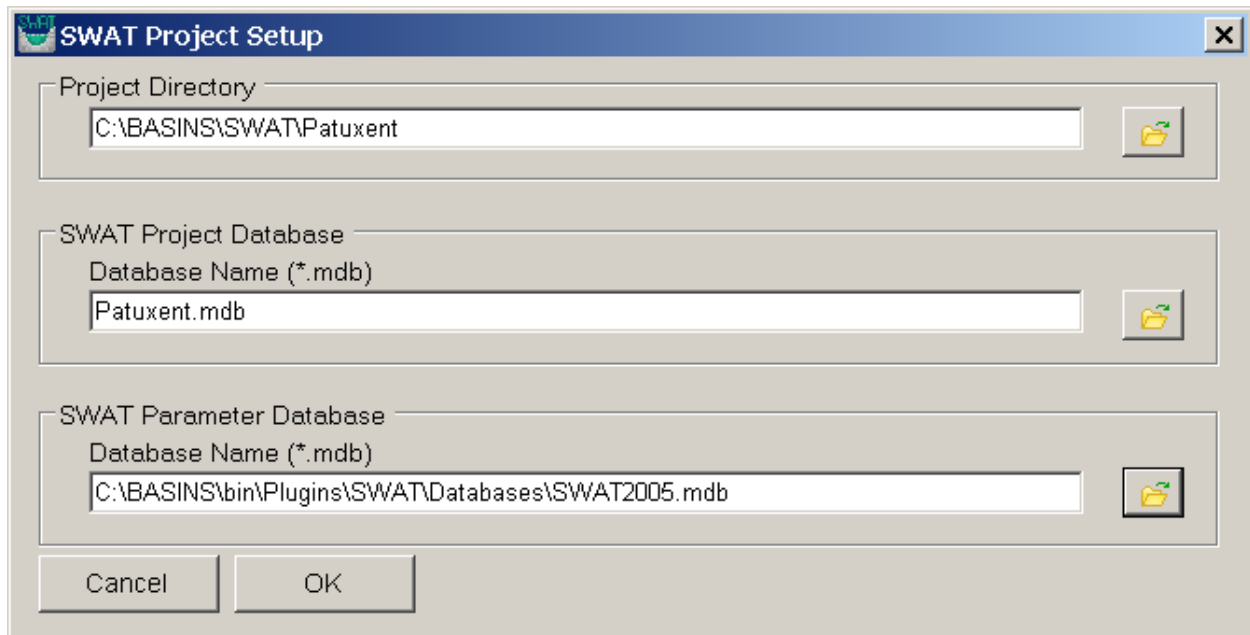 SWAT
SWAT Project Setup
Project Directory
C:\BASINS\SWAT\Patuxent
SWAT Project Database
Database Name (*.mdb)
Patuxent.mdb
SWAT Parameter Database
Database Name (*.mdb)
C:\BASINS\bin\Plugins\SWAT\Databases\SWAT2005.mdb
Cancel
OK